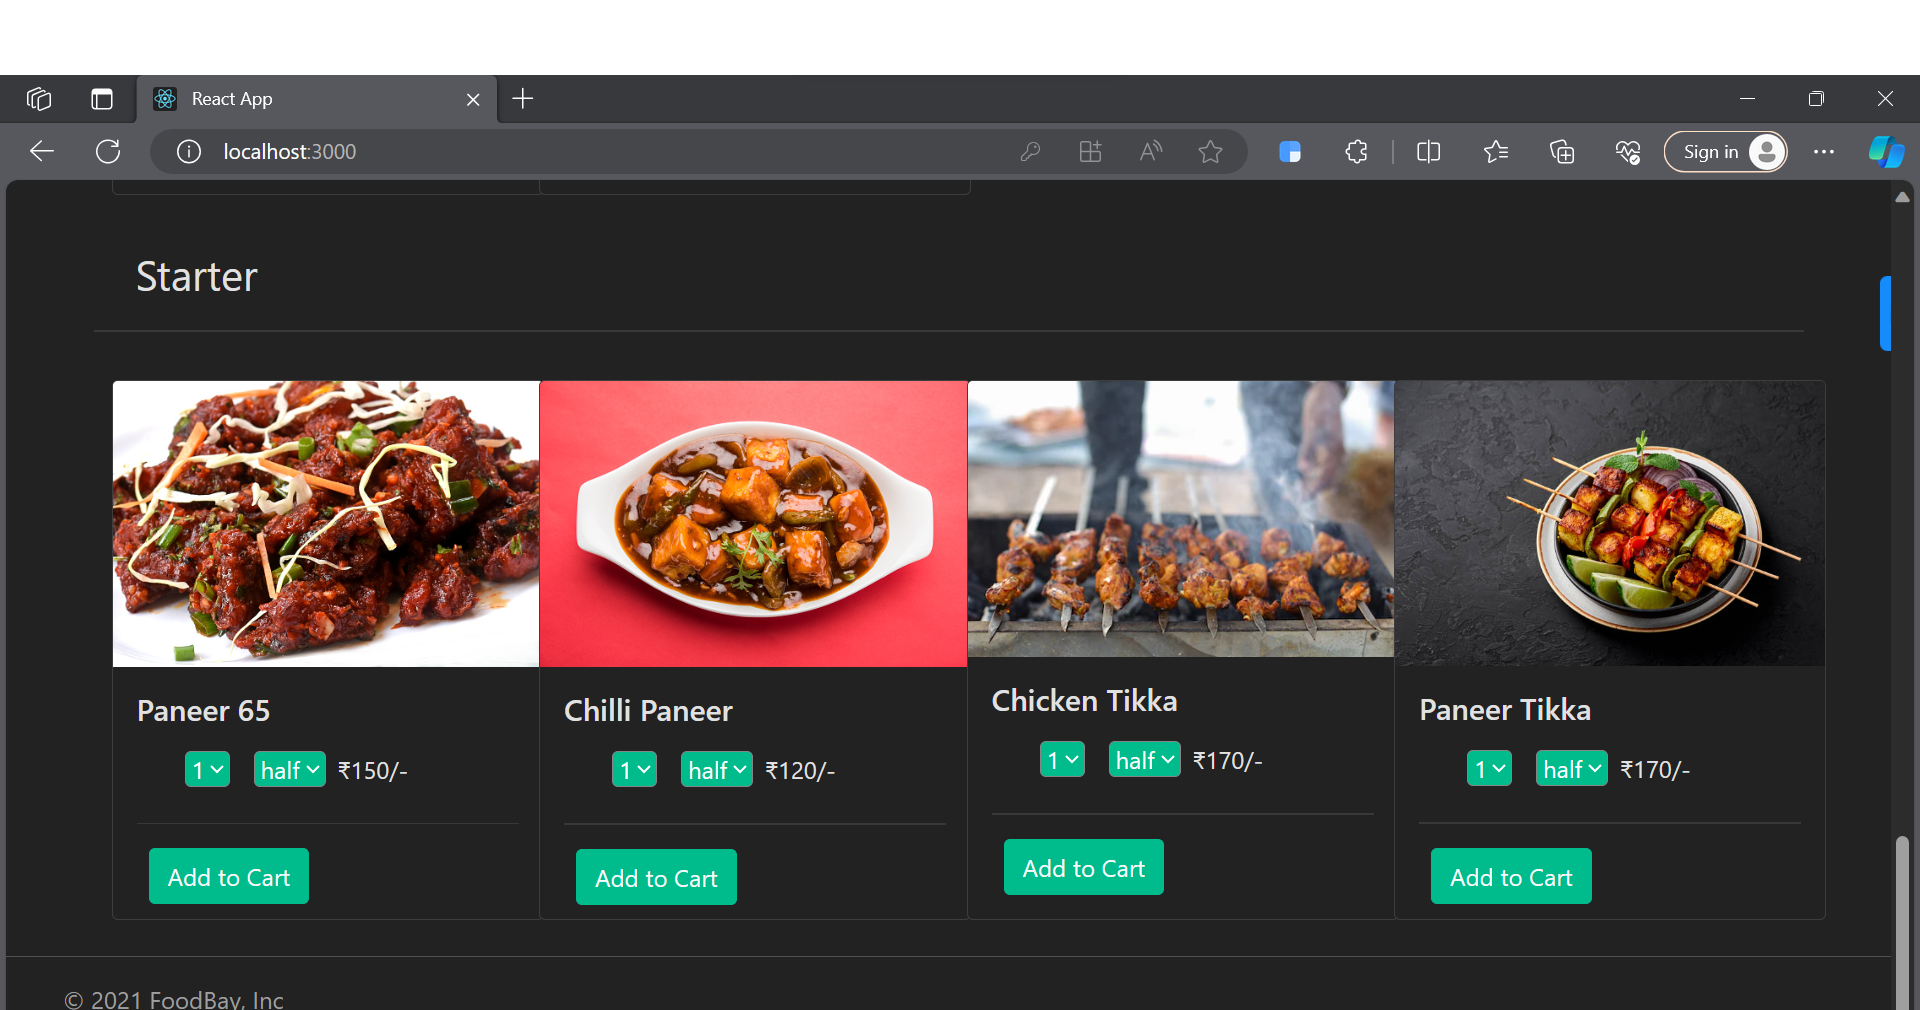 React App
localhost:3000
Sign in
Starter
Paneer 65
1 half ₹150/-
Add to Cart
Chilli Paneer
1 half ₹120/-
Add to Cart
Chicken Tikka
1 half ₹170/-
Add to Cart
Paneer Tikka
1 half ₹170/-
Add to Cart
© 2021 FoodBay, Inc